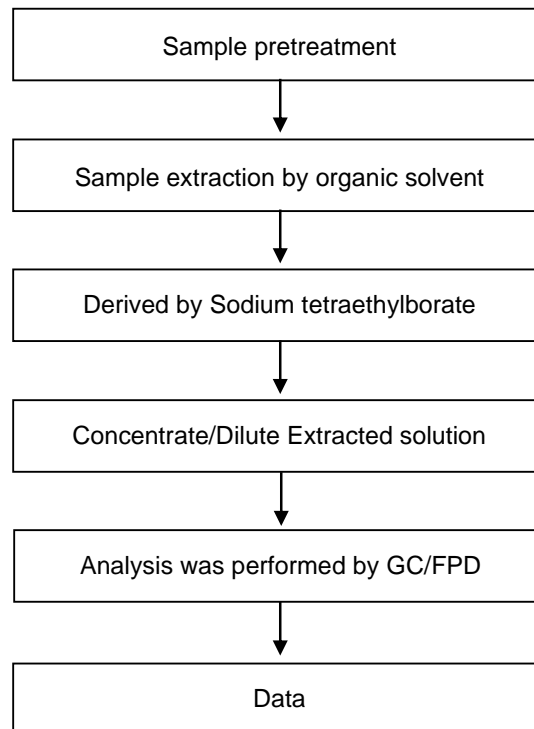 Sample pretreatment
Sample extraction by organic solvent
Derived by Sodium tetraethylborate
Concentrate/Dilute Extracted solution
Analysis was performed by GC/FPD
Data